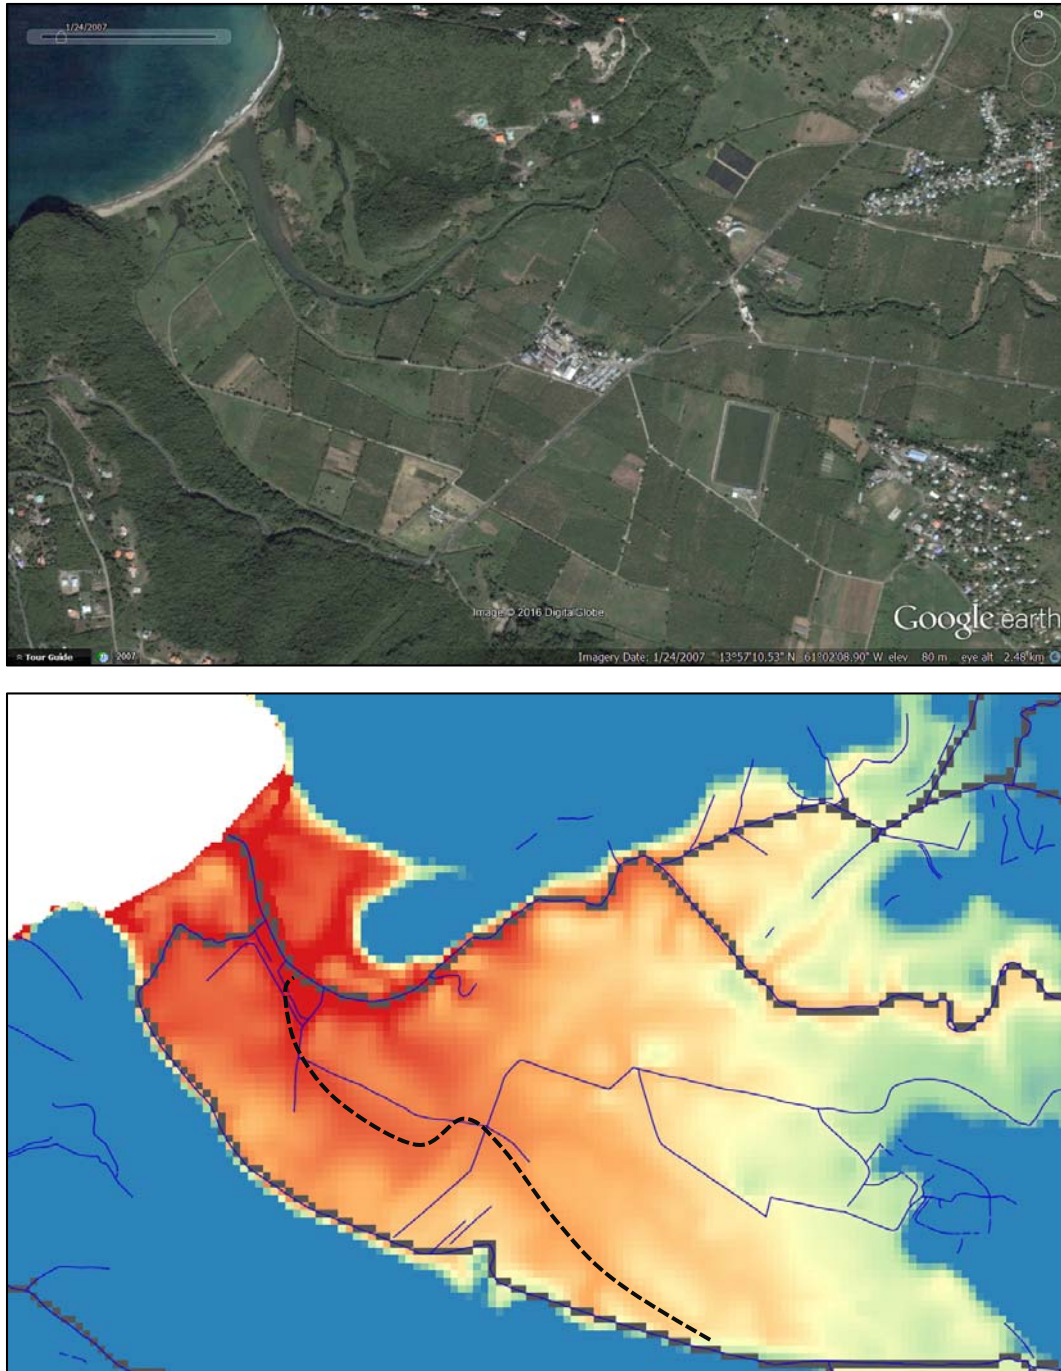 1/24/2007
N
Image © 2016 DigitalGlobe
Google earth
Tour Guide
2007
Imagery Date: 1/24/2007 13°57'10.53" N 61°02'08.90" W elev 80 m eye alt 2.48 km